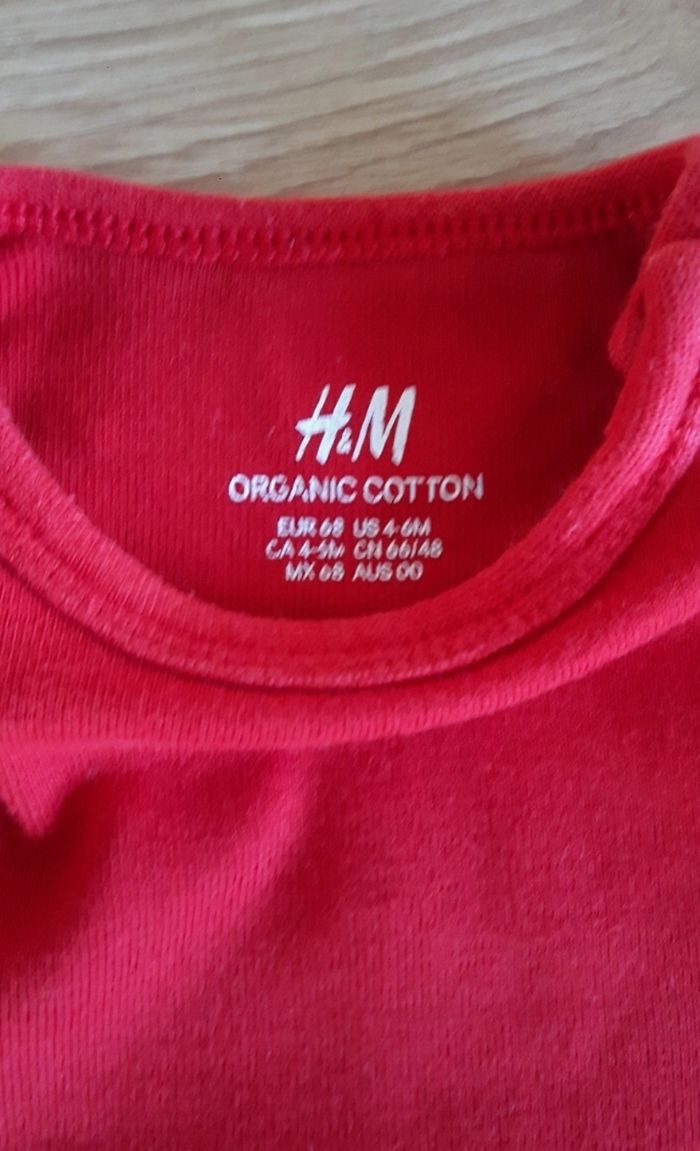 H&M
ORGANIC COTTON
EUR 68 US 4-6M
CA 4-6M CN 66/48
MX 68 AUS 00